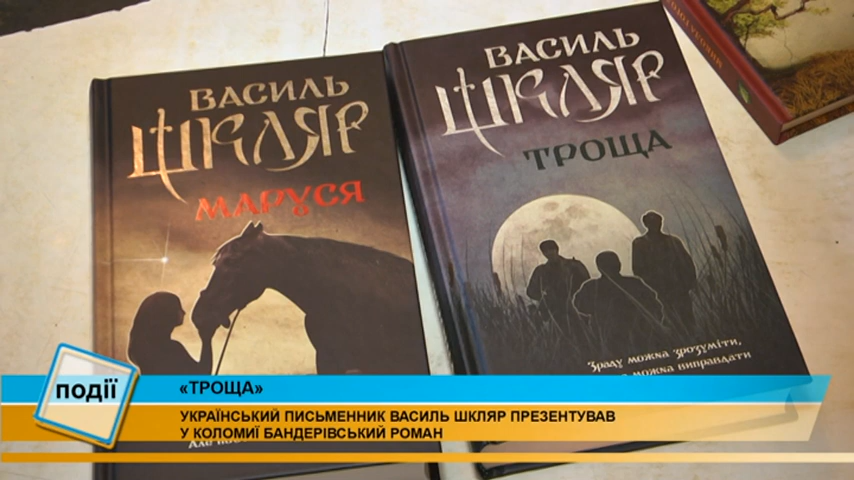 ВАСИЛЬ
ШКЛЯР
МАРУСЯ
ВАСИЛЬ
ШКЛЯР
ТРОЩА
Зраду можна зрозуміти,
можна виправдати
ПОДІЇ
«ТРОЩА»
УКРАЇНСЬКИЙ ПИСЬМЕННИК ВАСИЛЬ ШКЛЯР ПРЕЗЕНТУВАВ
У КОЛОМИЇ БАНДЕРІВСЬКИЙ РОМАН